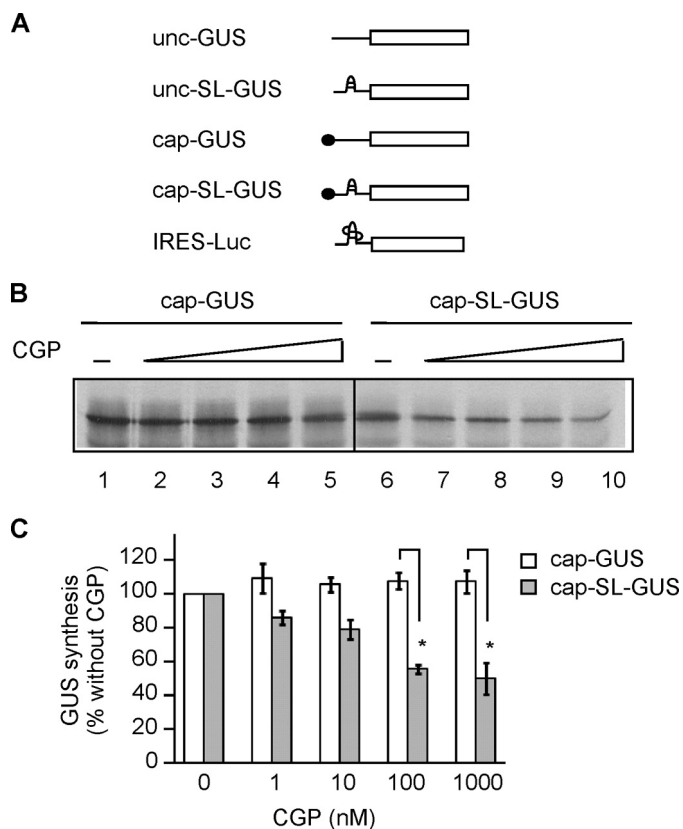 A
unc-GUS
unc-SL-GUS
cap-GUS
cap-SL-GUS
IRES-Luc
B
cap-GUS cap-SL-GUS
CGP – –
1 2 3 4 5 6 7 8 9 10
C
GUS synthesis
(% without CGP)
120
100
80
60
40
20
0
* *
cap-GUS
cap-SL-GUS
0 1 10 100 1000
CGP (nM)